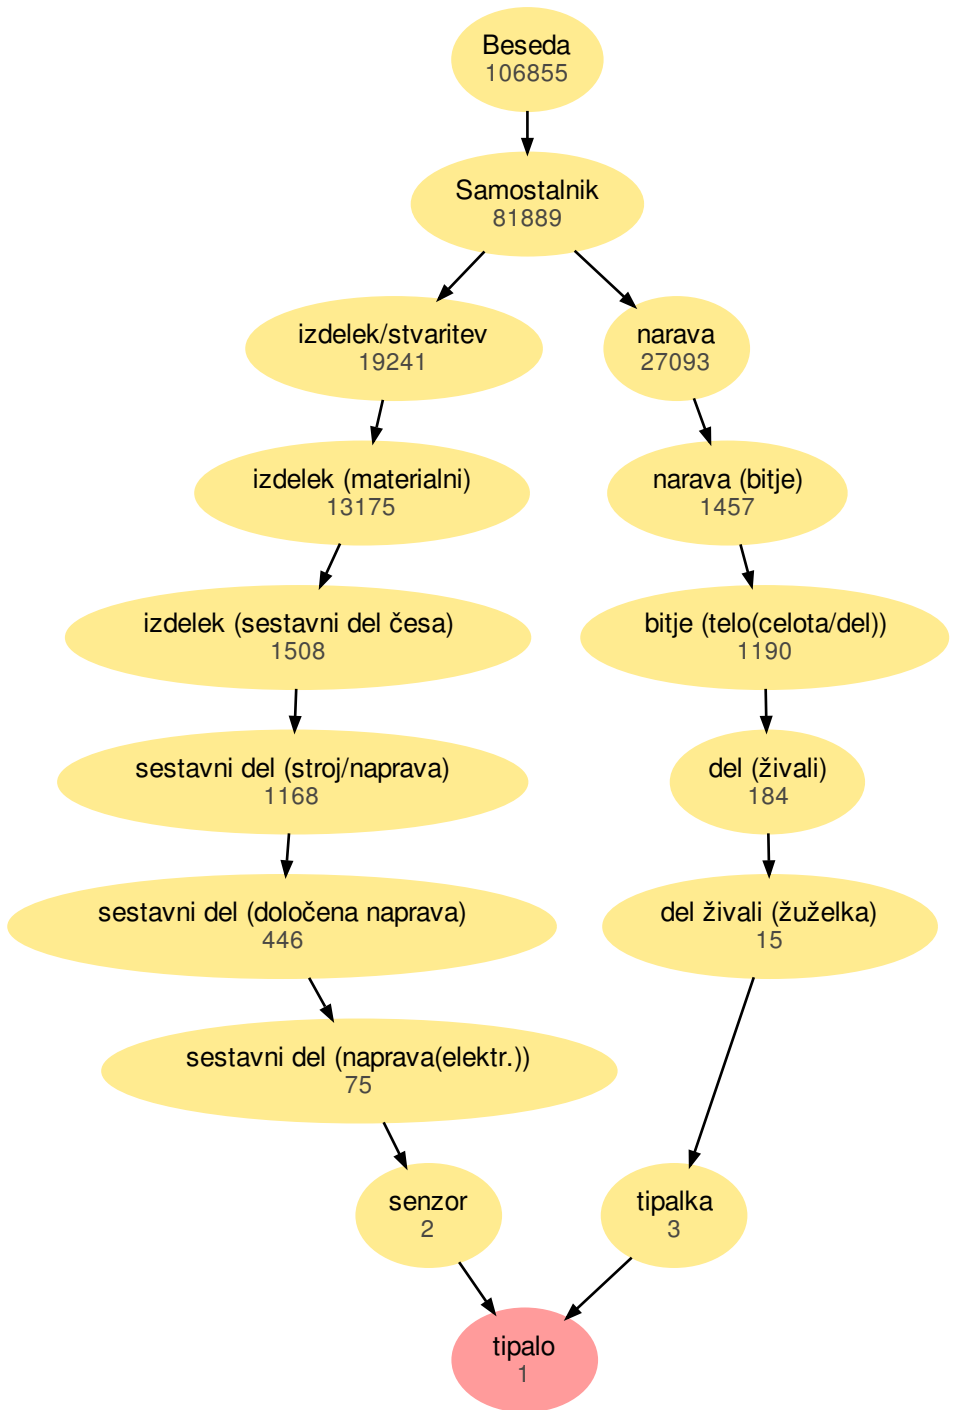 Beseda
106855
Samostalnik
81889
izdelek/stvaritev
19241
narava
27093
izdelek (materialni)
13175
narava (bitje)
1457
izdelek (sestavni del česa)
1508
bitje (telo(celota/del))
1190
sestavni del (stroj/naprava)
1168
del (živali)
184
sestavni del (določena naprava)
446
del živali (žuželka)
15
sestavni del (naprava(elektr.))
75
senzor
2
tipalka
3
tipalo
1